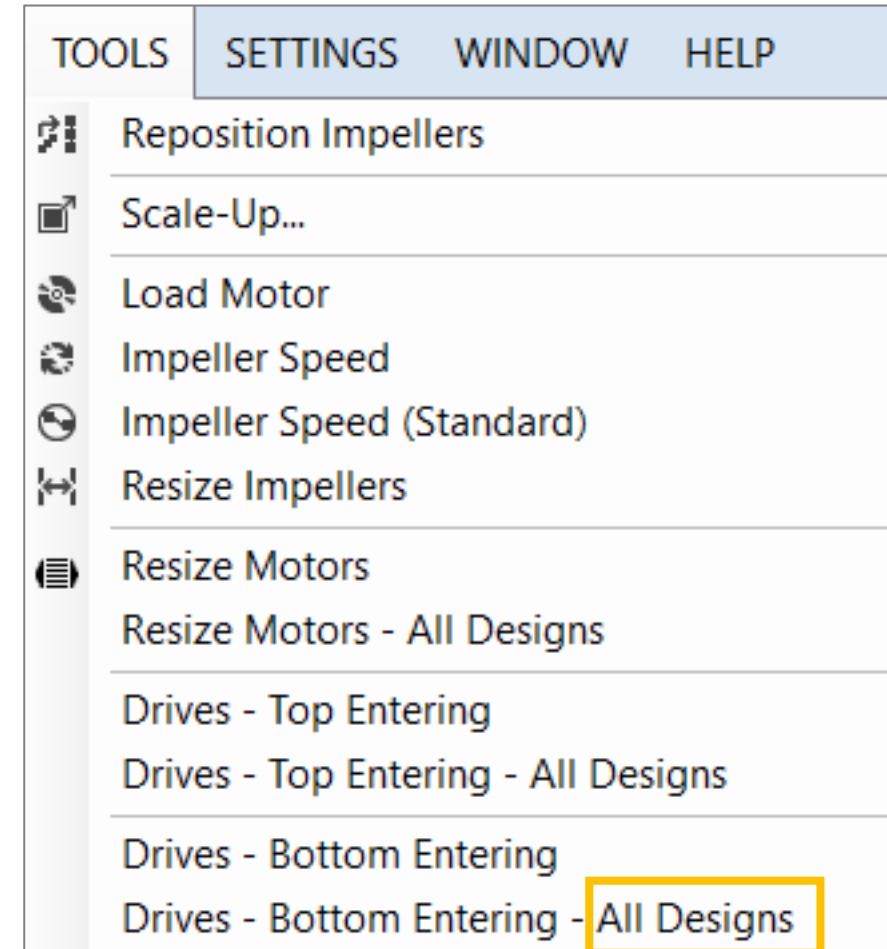 TOOLS SETTINGS WINDOW HELP
Reposition Impellers
Scale-Up...
Load Motor
Impeller Speed
Impeller Speed (Standard)
Resize Impellers
Resize Motors
Resize Motors - All Designs
Drives - Top Entering
Drives - Top Entering - All Designs
Drives - Bottom Entering
Drives - Bottom Entering - All Designs